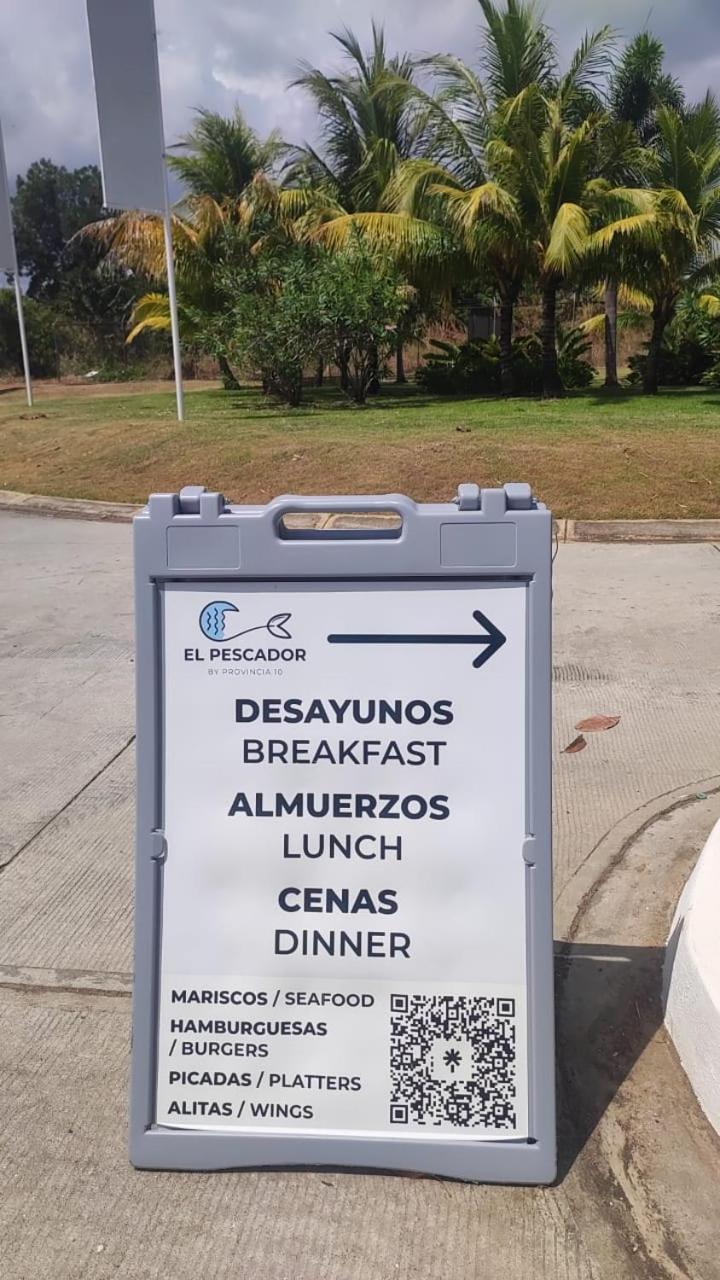 EL PESCADOR
BY PROVINCIA 10
DESAYUNOS
BREAKFAST
ALMUERZOS
LUNCH
CENAS
DINNER
MARISCOS / SEAFOOD
HAMBURGUESAS
/ BURGERS
PICADAS / PLATTERS
ALITAS / WINGS